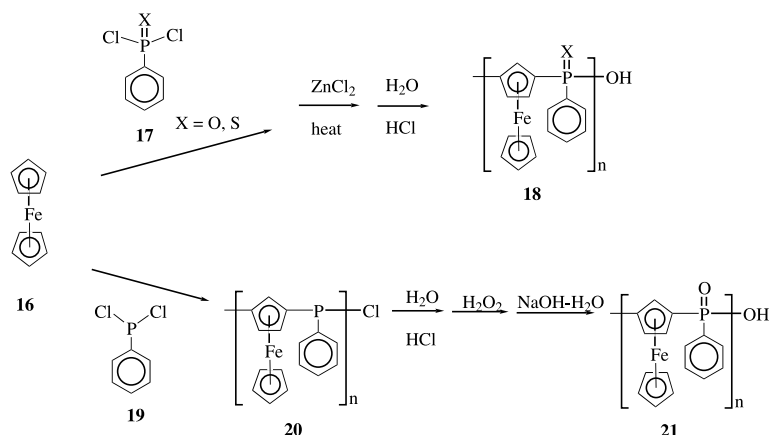 X
Cl Cl
P
17 X = O, S
ZnCl₂
heat
H₂O
HCl
X
P OH
Fe
n
18
Fe
16
Cl Cl
P
19
P Cl
Fe
n
20
H₂O
HCl
H₂O₂
NaOH-H₂O
O
P OH
Fe
n
21